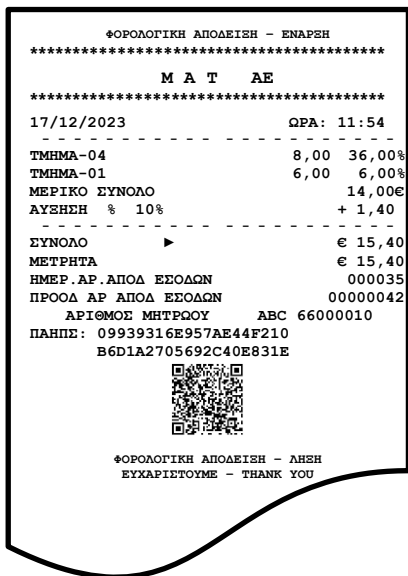 ΦΟΡΟΛΟΓΙΚΗ ΑΠΟΔΕΙΞΗ – ΕΝΑΡΞΗ
******************************************
Μ Α Τ   ΑΕ
******************************************
17/12/2023 ΩΡΑ: 11:54
- - - - - - - - - - - - - - - - - - - - -
ΤΜΗΜΑ-04 8,00 36,00%
ΤΜΗΜΑ-01 6,00 6,00%
ΜΕΡΙΚΟ ΣΥΝΟΛΟ 14,00€
ΑΥΞΗΣΗ % 10% + 1,40
- - - - - - - - - - - - - - - - - - - - -
ΣΥΝΟΛΟ ► € 15,40
ΜΕΤΡΗΤΑ € 15,40
ΗΜΕΡ.ΑΡ.ΑΠΟΔ ΕΣΟΔΩΝ 000035
ΠΡΟΟΔ ΑΡ ΑΠΟΔ ΕΣΟΔΩΝ 00000042
ΑΡΙΘΜΟΣ ΜΗΤΡΩΟΥ ABC 66000010
ΠΑΗΠΣ: 09939316E957AE44F210
B6D1A2705692C40E831E
ΦΟΡΟΛΟΓΙΚΗ ΑΠΟΔΕΙΞΗ – ΛΗΞΗ
ΕΥΧΑΡΙΣΤΟΥΜΕ – THANK YOU